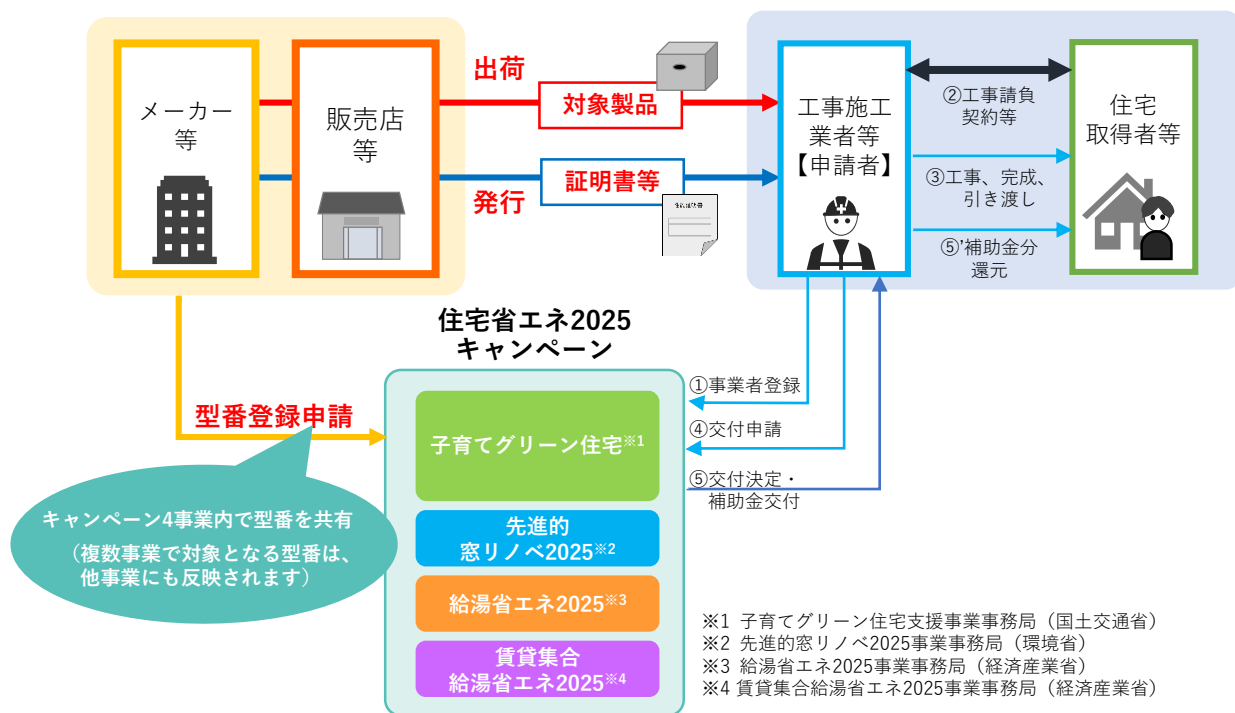 メーカー
等
販売店
等
出荷
対象製品
発行
証明書等
工事施工
業者等
【申請者】
②工事請負
契約等
③工事、完成、
引き渡し
⑤’補助金分
還元
住宅
取得者等
住宅省エネ2025
キャンペーン
型番登録申請
キャンペーン4事業内で型番を共有
（複数事業で対象となる型番は、
他事業にも反映されます）
子育てグリーン住宅※1
先進的
窓リノベ2025※2
給湯省エネ2025※3
賃貸集合
給湯省エネ2025※4
①事業者登録
④交付申請
⑤交付決定・
補助金交付
※1 子育てグリーン住宅支援事業事務局（国土交通省）
※2 先進的窓リノベ2025事業事務局（環境省）
※3 給湯省エネ2025事業事務局（経済産業省）
※4 賃貸集合給湯省エネ2025事業事務局（経済産業省）